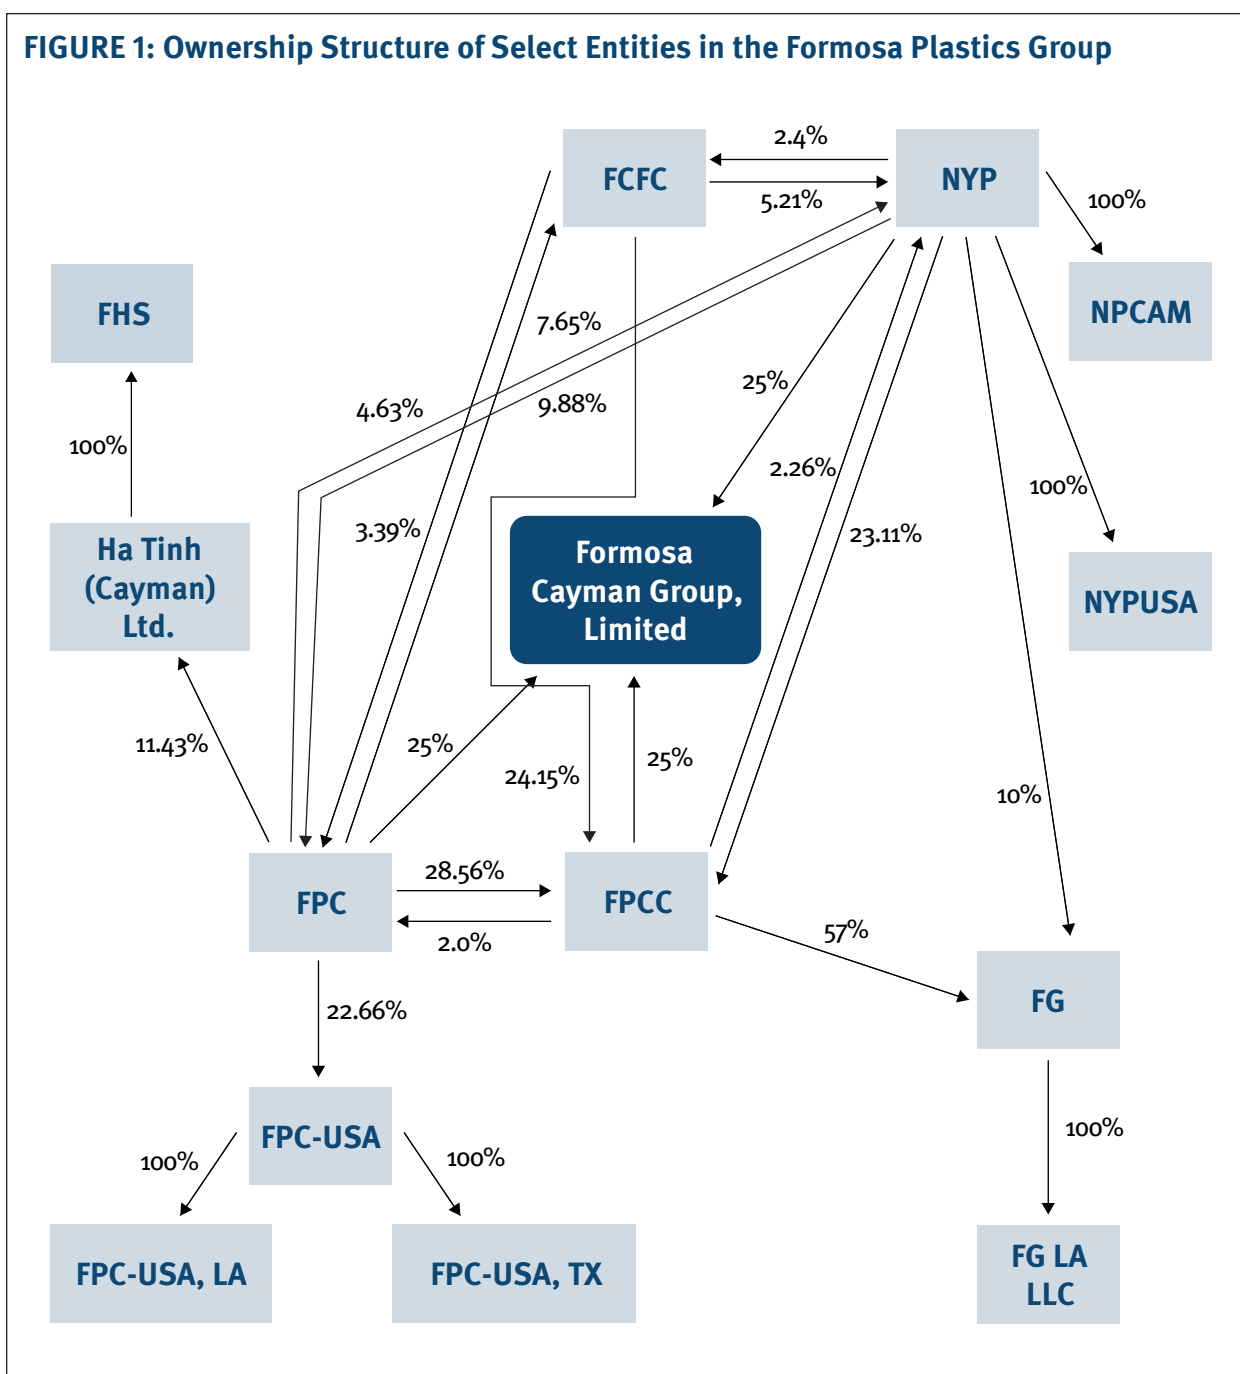 FIGURE 1: Ownership Structure of Select Entities in the Formosa Plastics Group
2.4%
FCFC
NYP
5.21%
100%
FHS
NPCAM
7.65%
4.63%
9.88%
25%
100%
2.26%
100%
3.39%
23.11%
Ha Tinh
(Cayman)
Ltd.
Formosa
Cayman Group,
Limited
NYPUSA
11.43%
25%
24.15%
25%
10%
28.56%
FPC
FPCC
2.0%
57%
FG
22.66%
FPC-USA
100%
100%
100%
FPC-USA, LA
FPC-USA, TX
FG LA
LLC